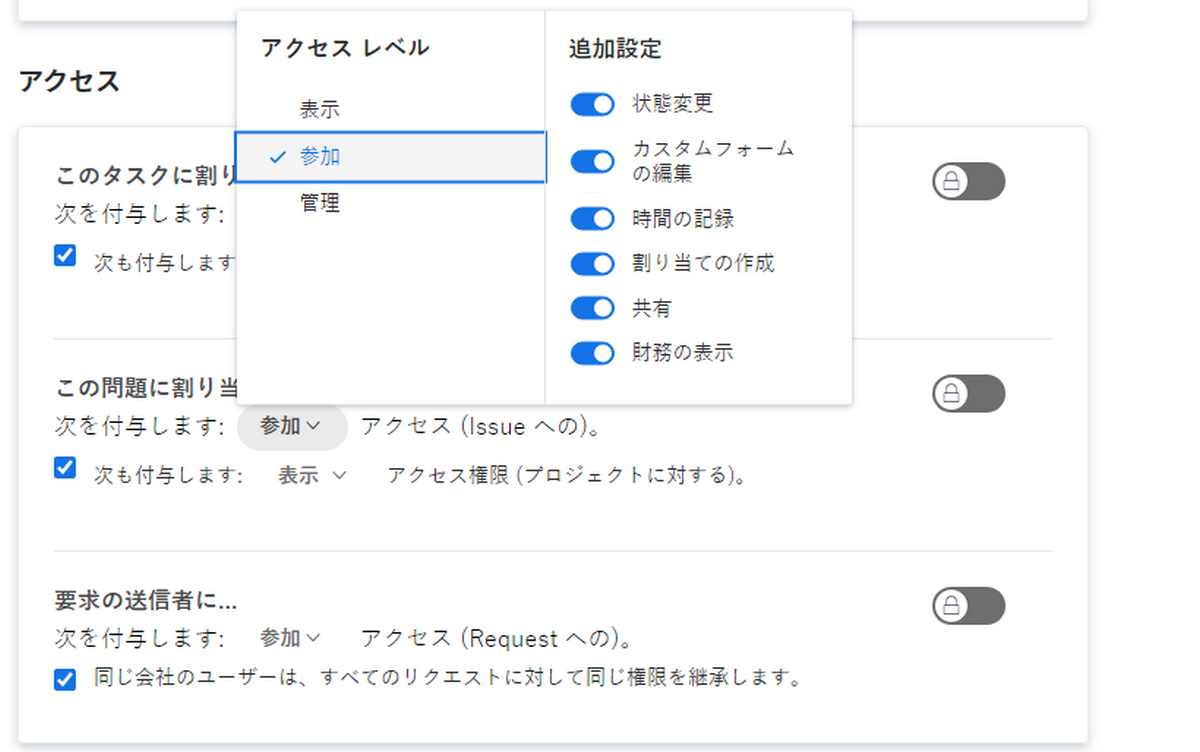 アクセス レベル
表示
参加
管理
追加設定
状態変更
カスタムフォーム
の編集
時間の記録
割り当ての作成
共有
財務の表示
アクセス
このタスクに割り
次を付与します:
次も付与します
この問題に割り当
次を付与します: 参加 アクセス (Issue への)。
次も付与します: 表示 アクセス権限 (プロジェクトに対する)。
要求の送信者に...
次を付与します: 参加 アクセス (Request への)。
同じ会社のユーザーは、すべてのリクエストに対して同じ権限を継承します。